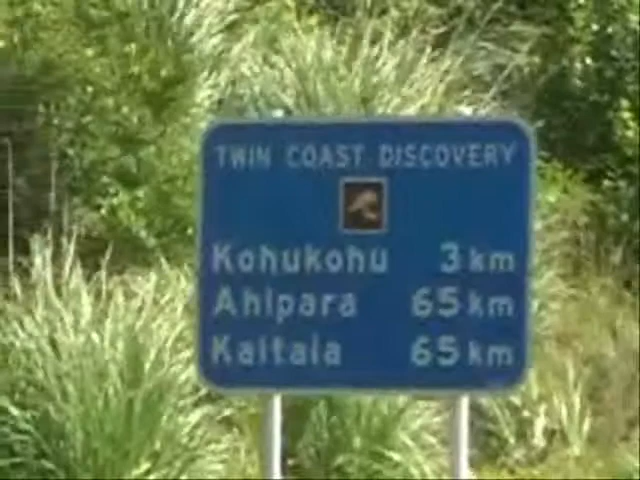 TWIN COAST DISCOVERY
Kohukohu 3 km
Ahipara 65 km
Kaitaia 65 km